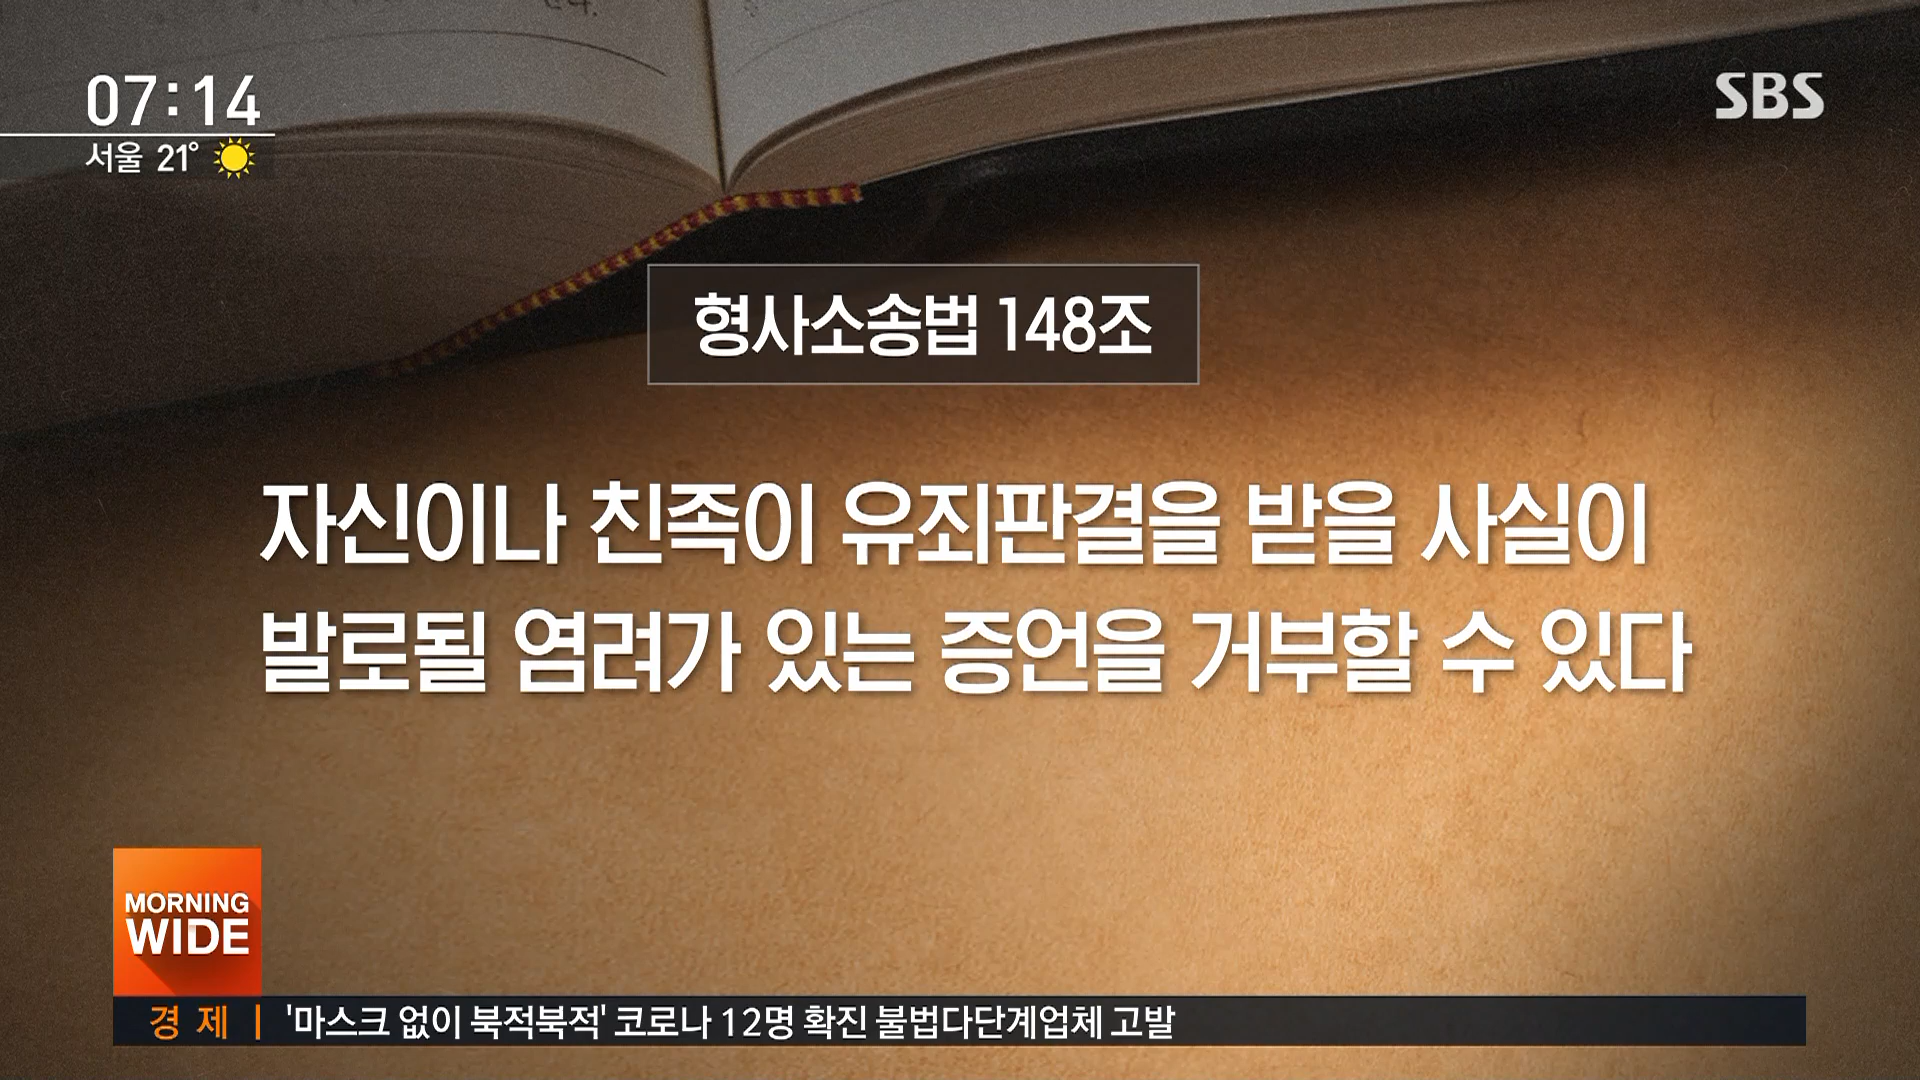 07:14
서울 21°
SBS
형사소송법 148조
자신이나 친족이 유죄판결을 받을 사실이
발로될 염려가 있는 증언을 거부할 수 있다
MORNING
WIDE
경제 | '마스크 없이 북적북적' 코로나 12명 확진 불법다단계업체 고발